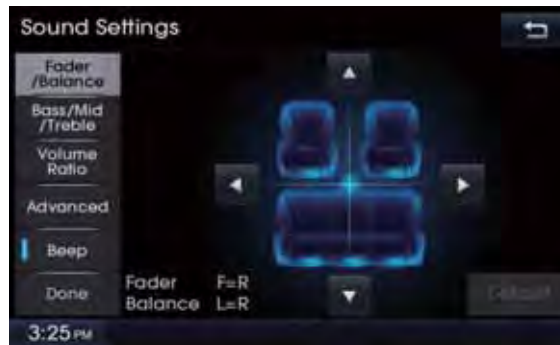 Sound Settings
Fader
/Balance
Bass/Mid
/Treble
Volume
Ratio
Advanced
Beep
Done
Fader F=R
Balance L=R
Default
3:25 PM